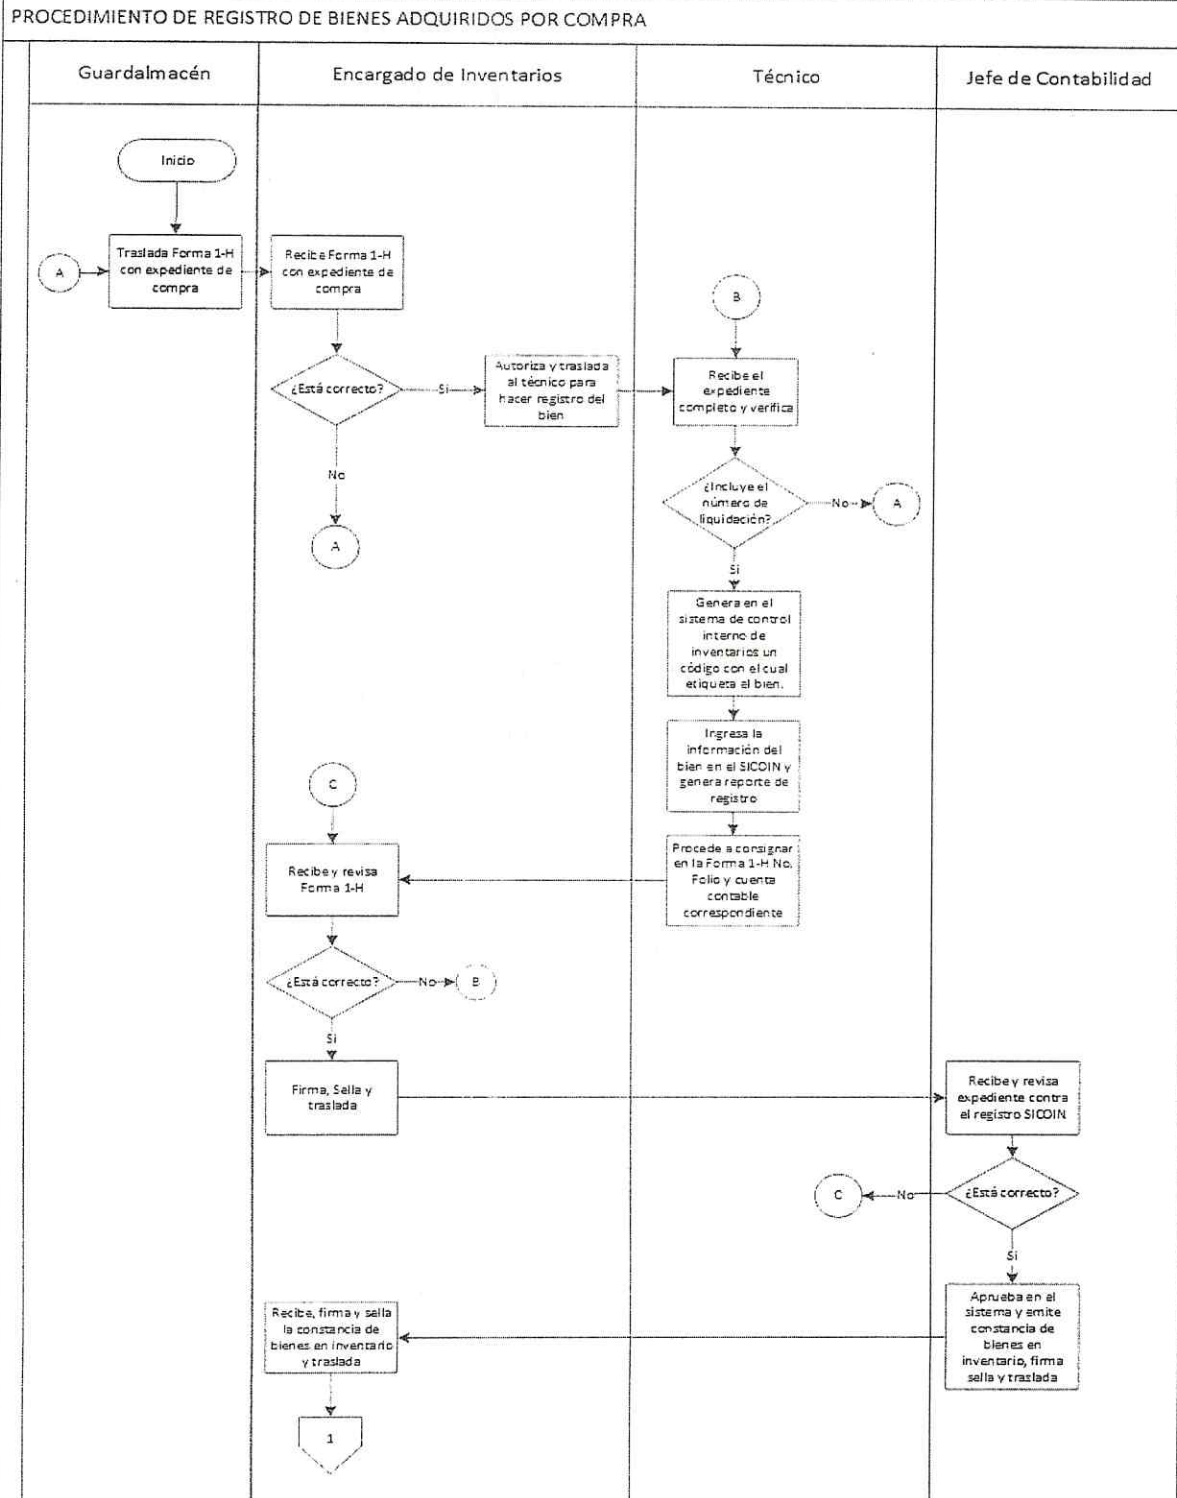 PROCEDIMIENTO DE REGISTRO DE BIENES ADQUIRIDOS POR COMPRA
Guardalmacén
Encargado de Inventarios
Técnico
Jefe de Contabilidad
Inicio
A
Traslada Forma 1-H
con expediente de
compra
Recibe Forma 1-H
con expediente de
compra
B
¿Está correcto?
Si
Autoriza y traslada
al técnico para
hacer registro del
bien
Recibe el
expediente
completo y verifica
No
A
¿Incluye el
número de
liquidación?
No
A
Si
Genera en el
sistema de control
interno de
inventarios un
código con el cual
etiqueta el bien.
Ingresa la
información del
bien en el SICOIN y
genera reporte de
registro
C
Procede a consignar
en la Forma 1-H No.
Folio y cuenta
contable
correspondiente
Recibe y revisa
Forma 1-H
¿Está correcto?
No
B
Si
Firma, Sella y
traslada
Recibe y revisa
expediente contra
el registro SICOIN
¿Está correcto?
No
C
Si
Aprueba en el
sistema y emite
constancia de
bienes en
inventario, firma
sella y traslada
Recibe, firma y sella
la constancia de
bienes en inventario
y traslada
1